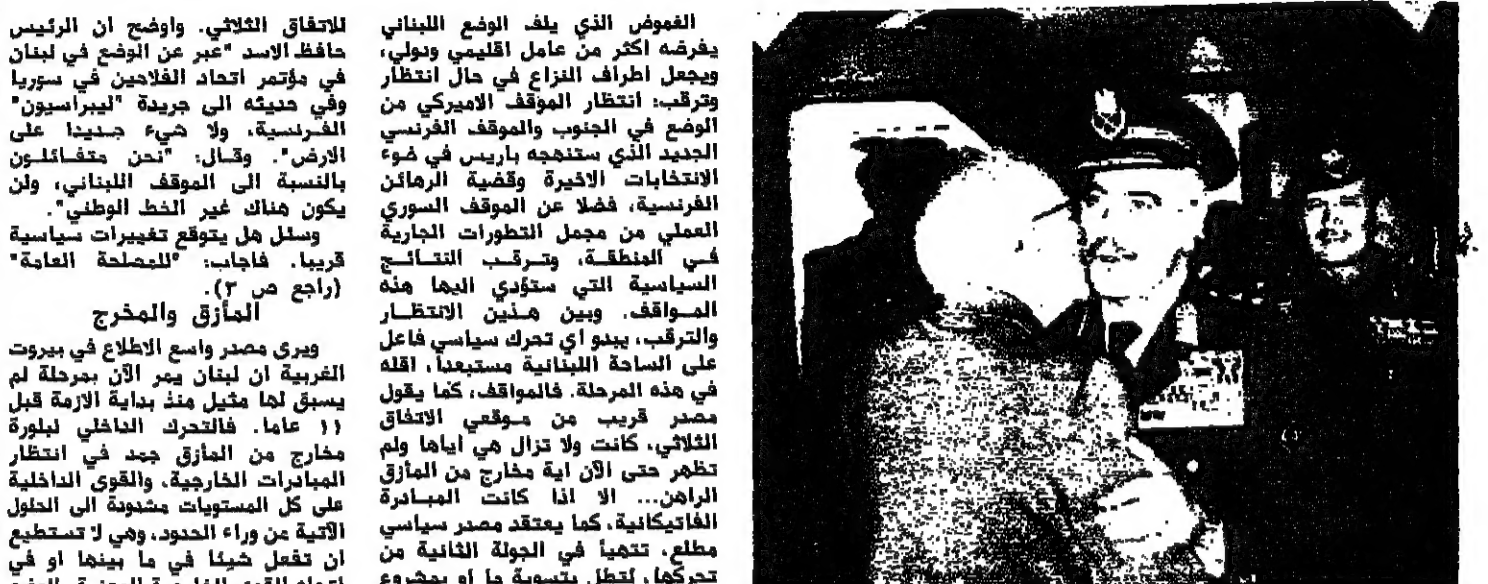 الغموض الذي يلف الوضع اللبناني
يفرضه اكثر من عامل اقليمي ودولي،
ويجعل اطراف النزاع في حال انتظار
وترقب: انتظار الموقف الاميركي من
الوضع في الجنوب والموقف الفرنسي
الجديد الذي ستنهجه باريس في ضوء
الانتخابات الاخيرة وقضية الرهائن
الفرنسية، فضلا عن الموقف السوري
العملي من مجمل التطورات الجارية
في المنطقة، وترقب النتائج
السياسية التي ستؤدي اليها هذه
المواقف. وبين هذين الانتظار
والترقب، يبدو اي تحرك سياسي فاعل
على الساحة اللبنانية مستبعداً، اقله
في هذه المرحلة. فالمواقف، كما يقول
مصدر قريب من موقعي الاتفاق
الثلاثي، كانت ولا تزال هي اياها ولم
تظهر حتى الآن اية مخارج من المأزق
الراهن... الا اذا كانت المبادرة
الفاتيكانية، كما يعتقد مصدر سياسي
مطلع، تتهيأ في الجولة الثانية من
تحركها، لتطل بتسوية ما او بمشروع
للاتفاق الثلاثي. واوضح ان الرئيس
حافظ الاسد "عبر عن الوضع في لبنان
في مؤتمر اتحاد الفلاحين في سوريا
وفي حديثه الى جريدة "ليبراسيون"
الفرنسية، ولا شيء جديدا على
الارض". وقال: "نحن متفائلون
بالنسبة الى الموقف اللبناني، ولن
يكون هناك غير الخط الوطني".
وسئل هل يتوقع تغييرات سياسية
قريبا. فاجاب: "للمصلحة العامة"
(راجع ص ٣).
المأزق والمخرج
ويرى مصدر واسع الاطلاع في بيروت
الغربية ان لبنان يمر الآن بمرحلة لم
يسبق لها مثيل منذ بداية الازمة قبل
١١ عاما. فالتحرك الداخلي لبلورة
مخارج من المأزق جمد في انتظار
المبادرات الخارجية، والقوى الداخلية
على كل المستويات مشدودة الى الحلول
الآتية من وراء الحدود، وهي لا تستطيع
ان تفعل شيئا في ما بينها او في